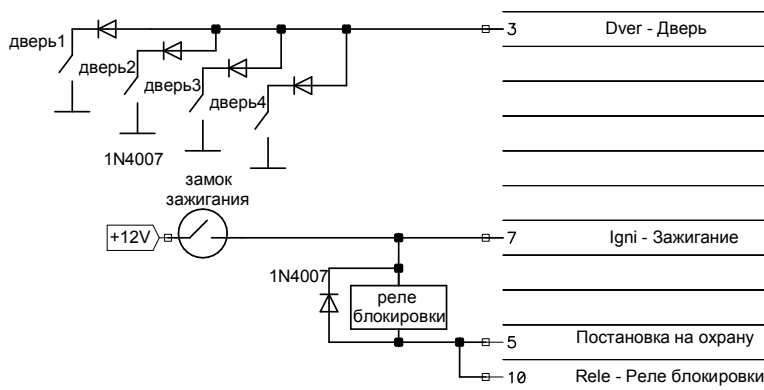 дверь1
дверь2
дверь3
дверь4
1N4007
3 Dver - Дверь
замок
зажигания
+12V
7 Igni - Зажигание
1N4007
реле
блокировки
5 Постановка на охрану
10 Rele - Реле блокировки